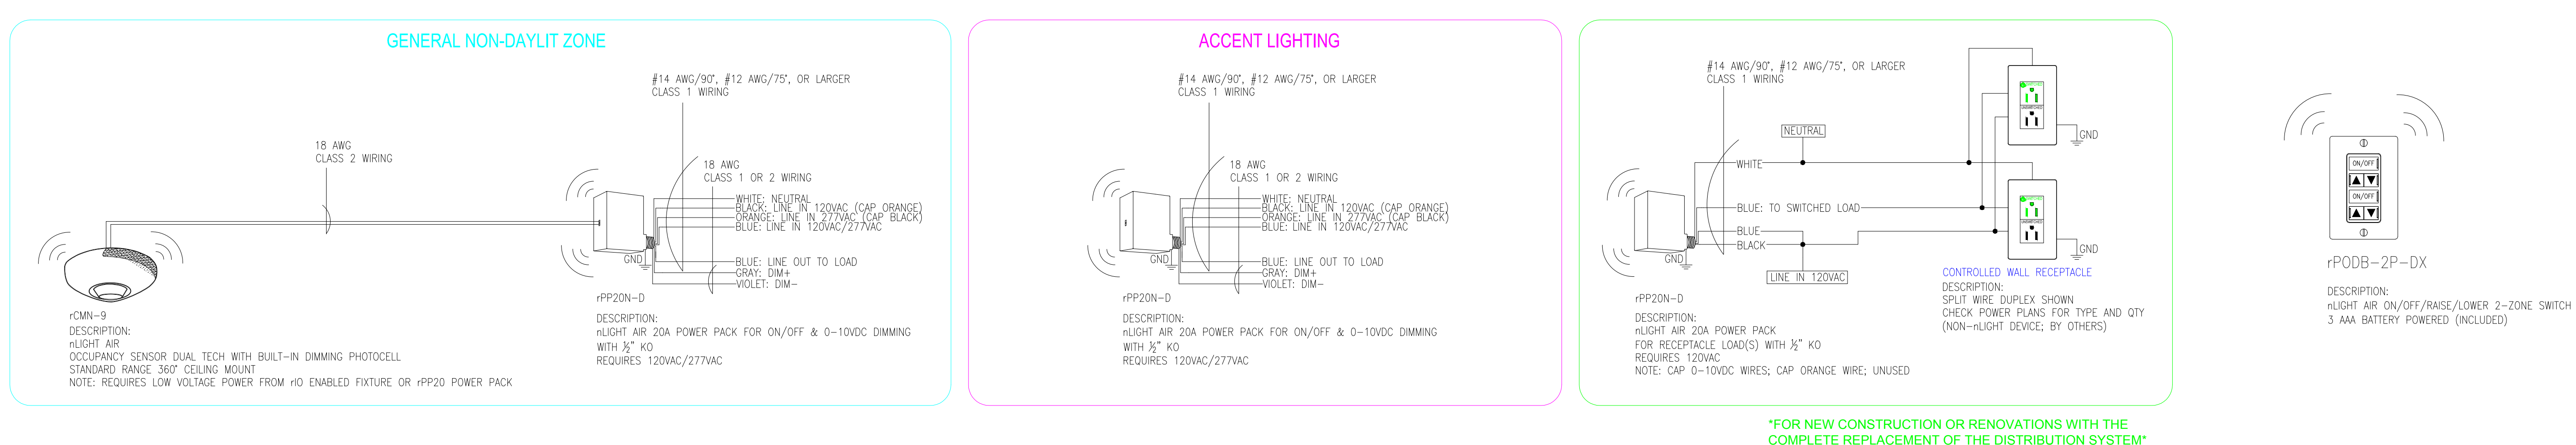 GENERAL NON-DAYLIT ZONE
#14 AWG/90°, #12 AWG/75°, OR LARGER
CLASS 1 WIRING
18 AWG
CLASS 2 WIRING
18 AWG
CLASS 1 OR 2 WIRING
WHITE: NEUTRAL
BLACK: LINE IN 120VAC (CAP ORANGE)
ORANGE: LINE IN 277VAC (CAP BLACK)
BLUE: LINE IN 120VAC/277VAC
GND
BLUE: LINE OUT TO LOAD
GRAY: DIM+
VIOLET: DIM-
rCMN-9
DESCRIPTION:
nLIGHT AIR
OCCUPANCY SENSOR DUAL TECH WITH BUILT-IN DIMMING PHOTOCELL
STANDARD RANGE 360° CEILING MOUNT
NOTE: REQUIRES LOW VOLTAGE POWER FROM rIO ENABLED FIXTURE OR rPP20 POWER PACK
rPP20N-D
DESCRIPTION:
nLIGHT AIR 20A POWER PACK FOR ON/OFF & 0-10VDC DIMMING
WITH ½" KO
REQUIRES 120VAC/277VAC
ACCENT LIGHTING
#14 AWG/90°, #12 AWG/75°, OR LARGER
CLASS 1 WIRING
18 AWG
CLASS 1 OR 2 WIRING
WHITE: NEUTRAL
BLACK: LINE IN 120VAC (CAP ORANGE)
ORANGE: LINE IN 277VAC (CAP BLACK)
BLUE: LINE IN 120VAC/277VAC
GND
BLUE: LINE OUT TO LOAD
GRAY: DIM+
VIOLET: DIM-
rPP20N-D
DESCRIPTION:
nLIGHT AIR 20A POWER PACK FOR ON/OFF & 0-10VDC DIMMING
WITH ½" KO
REQUIRES 120VAC/277VAC
#14 AWG/90°, #12 AWG/75°, OR LARGER
CLASS 1 WIRING
NEUTRAL
WHITE
BLUE: TO SWITCHED LOAD
BLUE
BLACK
GND
LINE IN 120VAC
GND
GND
rPP20N-D
DESCRIPTION:
nLIGHT AIR 20A POWER PACK
FOR RECEPTACLE LOAD(S) WITH ½" KO
REQUIRES 120VAC
NOTE: CAP 0-10VDC WIRES; CAP ORANGE WIRE; UNUSED
CONTROLLED WALL RECEPTACLE
DESCRIPTION:
SPLIT WIRE DUPLEX SHOWN
CHECK POWER PLANS FOR TYPE AND QTY
(NON-nLIGHT DEVICE; BY OTHERS)
*FOR NEW CONSTRUCTION OR RENOVATIONS WITH THE
COMPLETE REPLACEMENT OF THE DISTRIBUTION SYSTEM*
ON/OFF
ON/OFF
rPODB-2P-DX
DESCRIPTION:
nLIGHT AIR ON/OFF/RAISE/LOWER 2-ZONE SWITCH
3 AAA BATTERY POWERED (INCLUDED)